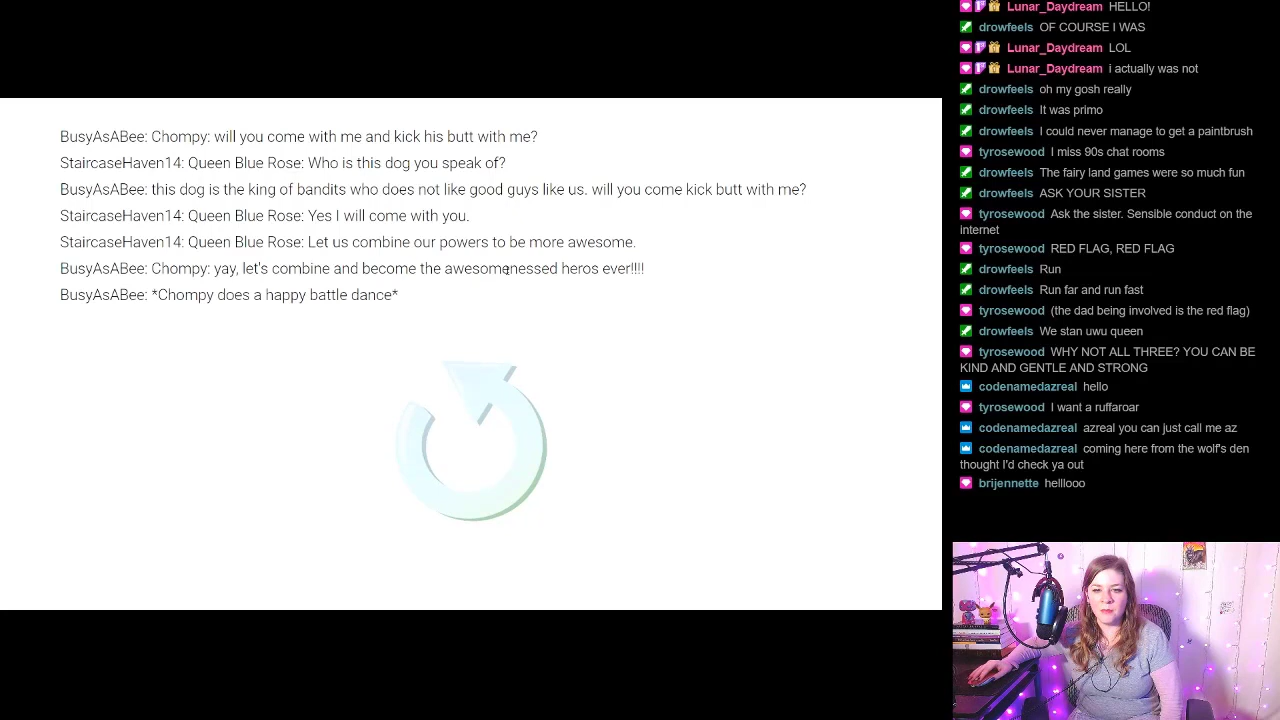 BusyAsABee: Chompy: will you come with me and kick his butt with me?
StaircaseHaven14: Queen Blue Rose: Who is this dog you speak of?
BusyAsABee: this dog is the king of bandits who does not like good guys like us. will you come kick butt with me?
StaircaseHaven14: Queen Blue Rose: Yes I will come with you.
StaircaseHaven14: Queen Blue Rose: Let us combine our powers to be more awesome.
BusyAsABee: Chompy: yay, lets combine and become the awesomenessed heros ever!!!!
BusyAsABee: *Chompy does a happy battle dance*
Lunar_Daydream HELLO!
drowfeels OF COURSE I WAS
Lunar_Daydream LOL
Lunar_Daydream i actually was not
drowfeels oh my gosh really
drowfeels It was primo
drowfeels I could never manage to get a paintbrush
tyrosewood I miss 90s chat rooms
drowfeels The fairy land games were so much fun
drowfeels ASK YOUR SISTER
tyrosewood Ask the sister. Sensible conduct on the
internet
tyrosewood RED FLAG, RED FLAG
drowfeels Run
drowfeels Run far and run fast
tyrosewood (the dad being involved is the red flag)
drowfeels We stan uwu queen
tyrosewood WHY NOT ALL THREE? YOU CAN BE
KIND AND GENTLE AND STRONG
codenamedazreal hello
tyrosewood I want a ruffaroar
codenamedazreal azreal you can just call me az
codenamedazreal coming here from the wolf's den
thought I'd check ya out
brijennette helllooo